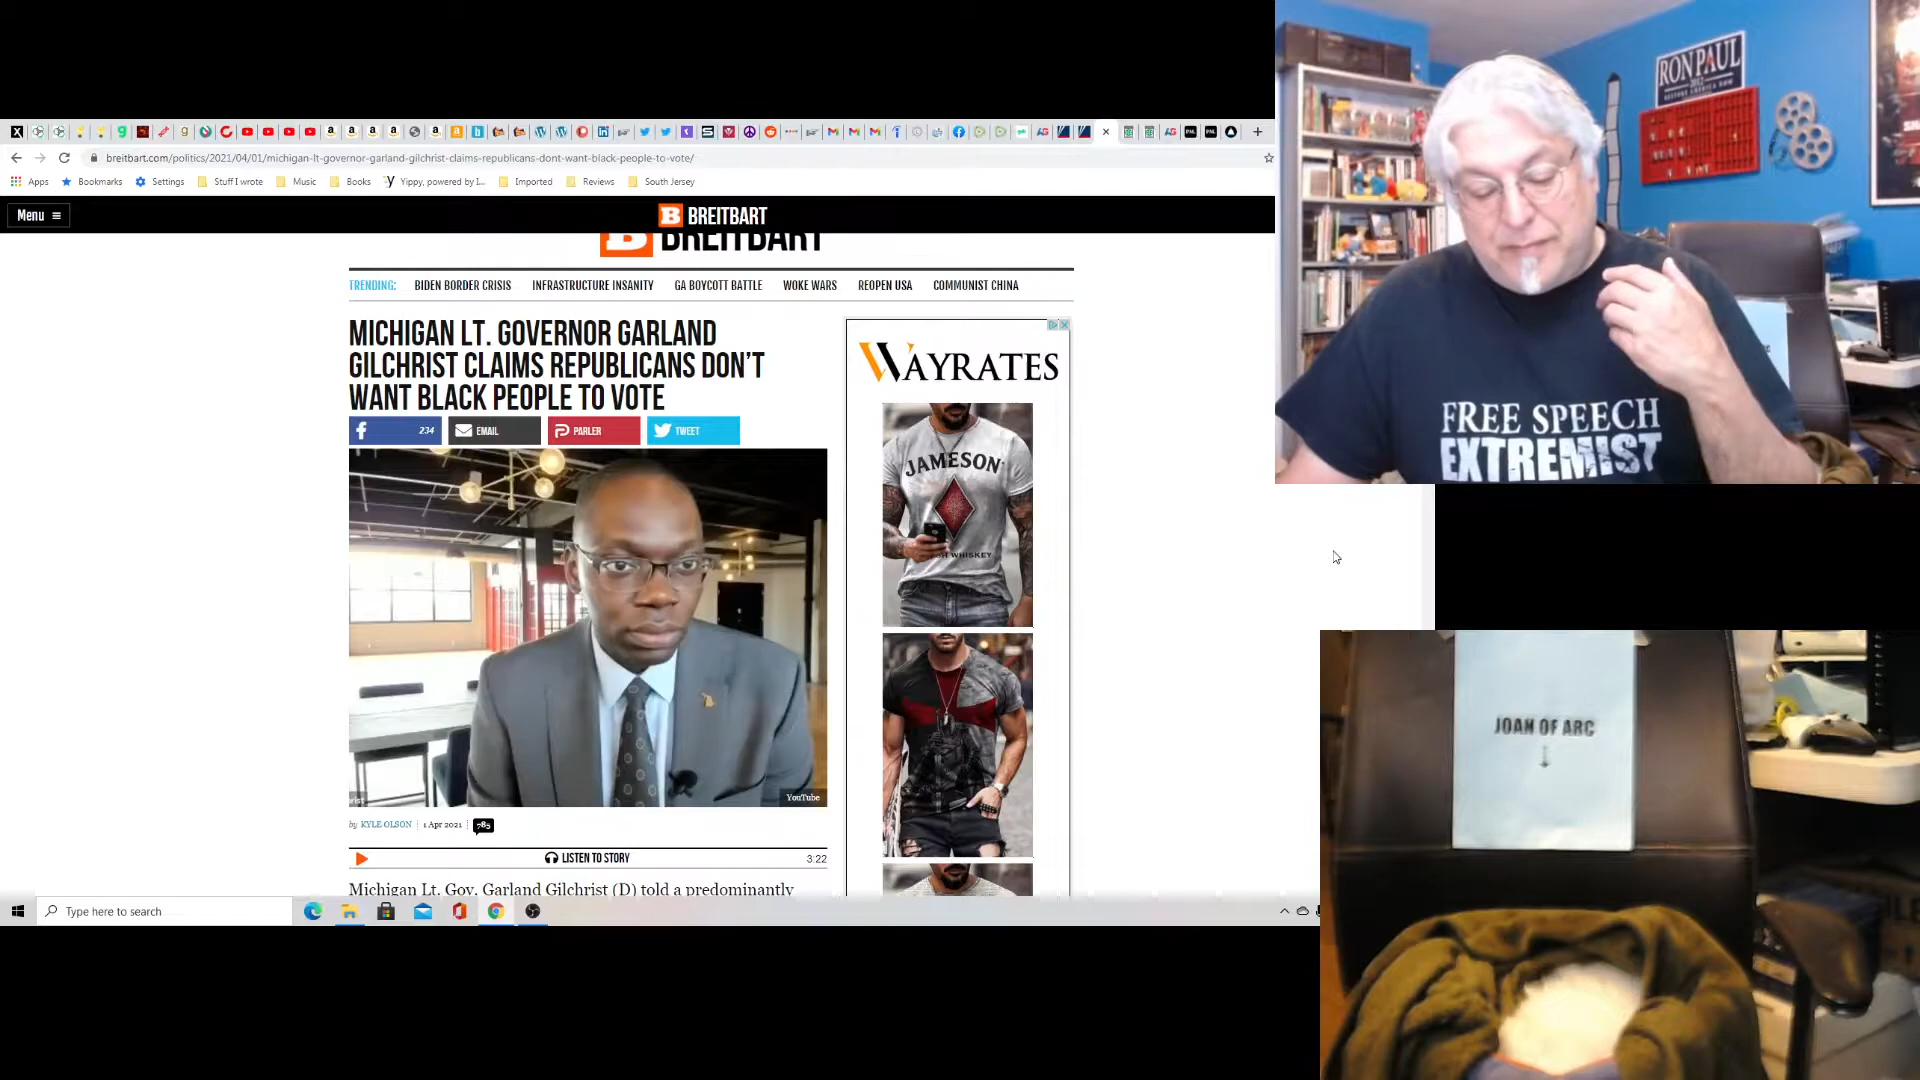 breitbart.com/politics/2021/04/01/michigan-lt-governor-garland-gilchrist-claims-republicans-dont-want-black-people-to-vote/
Apps
Bookmarks
Settings
Stuff I wrote
Music
Books
Yippy, powered by I...
Imported
Reviews
South Jersey
Menu
B BREITBART
BREITBART
TRENDING:
BIDEN BORDER CRISIS
INFRASTRUCTURE INSANITY
GA BOYCOTT BATTLE
WOKE WARS
REOPEN USA
COMMUNIST CHINA
MICHIGAN LT. GOVERNOR GARLAND
GILCHRIST CLAIMS REPUBLICANS DON'T
WANT BLACK PEOPLE TO VOTE
234
EMAIL
PARLER
TWEET
YouTube
by KYLE OLSON
1 Apr 2021
785
LISTEN TO STORY
3:22
Michigan Lt. Gov. Garland Gilchrist (D) told a predominantly
WAYRATES
JAMESON
WHISKEY
Type here to search
RON PAUL
FREE SPEECH
EXTREMIST
JOAN OF ARC